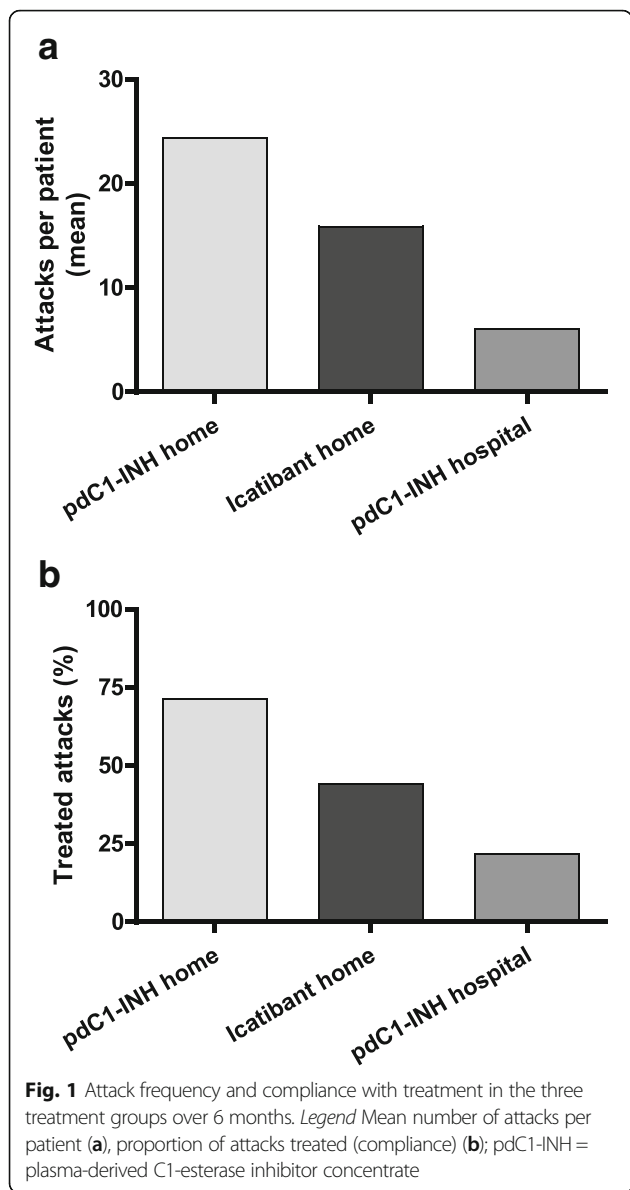 a
30
20
10
0
Attacks per patient
(mean)
pdC1-INH home
Icatibant home
pdC1-INH hospital
b
100
75
50
25
0
Treated attacks (%)
pdC1-INH home
Icatibant home
pdC1-INH hospital
Fig. 1 Attack frequency and compliance with treatment in the three
treatment groups over 6 months. Legend Mean number of attacks per
patient (a), proportion of attacks treated (compliance) (b); pdC1-INH =
plasma-derived C1-esterase inhibitor concentrate